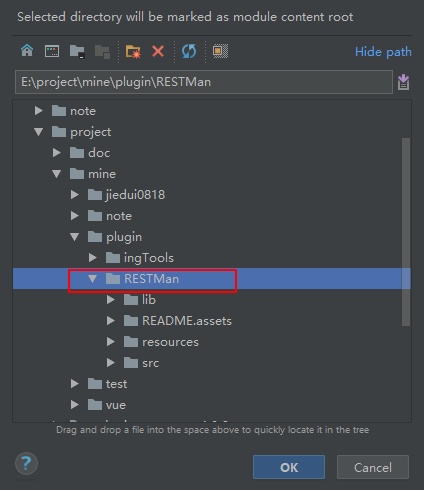 Selected directory will be marked as module content root
Hide path
E:\project\mine\plugin\RESTMan
note
project
doc
mine
jiedui0818
note
plugin
ingTools
RESTMan
lib
README.assets
resources
src
test
vue
Drag and drop a file into the space above to quickly locate it in the tree
?
OK
Cancel